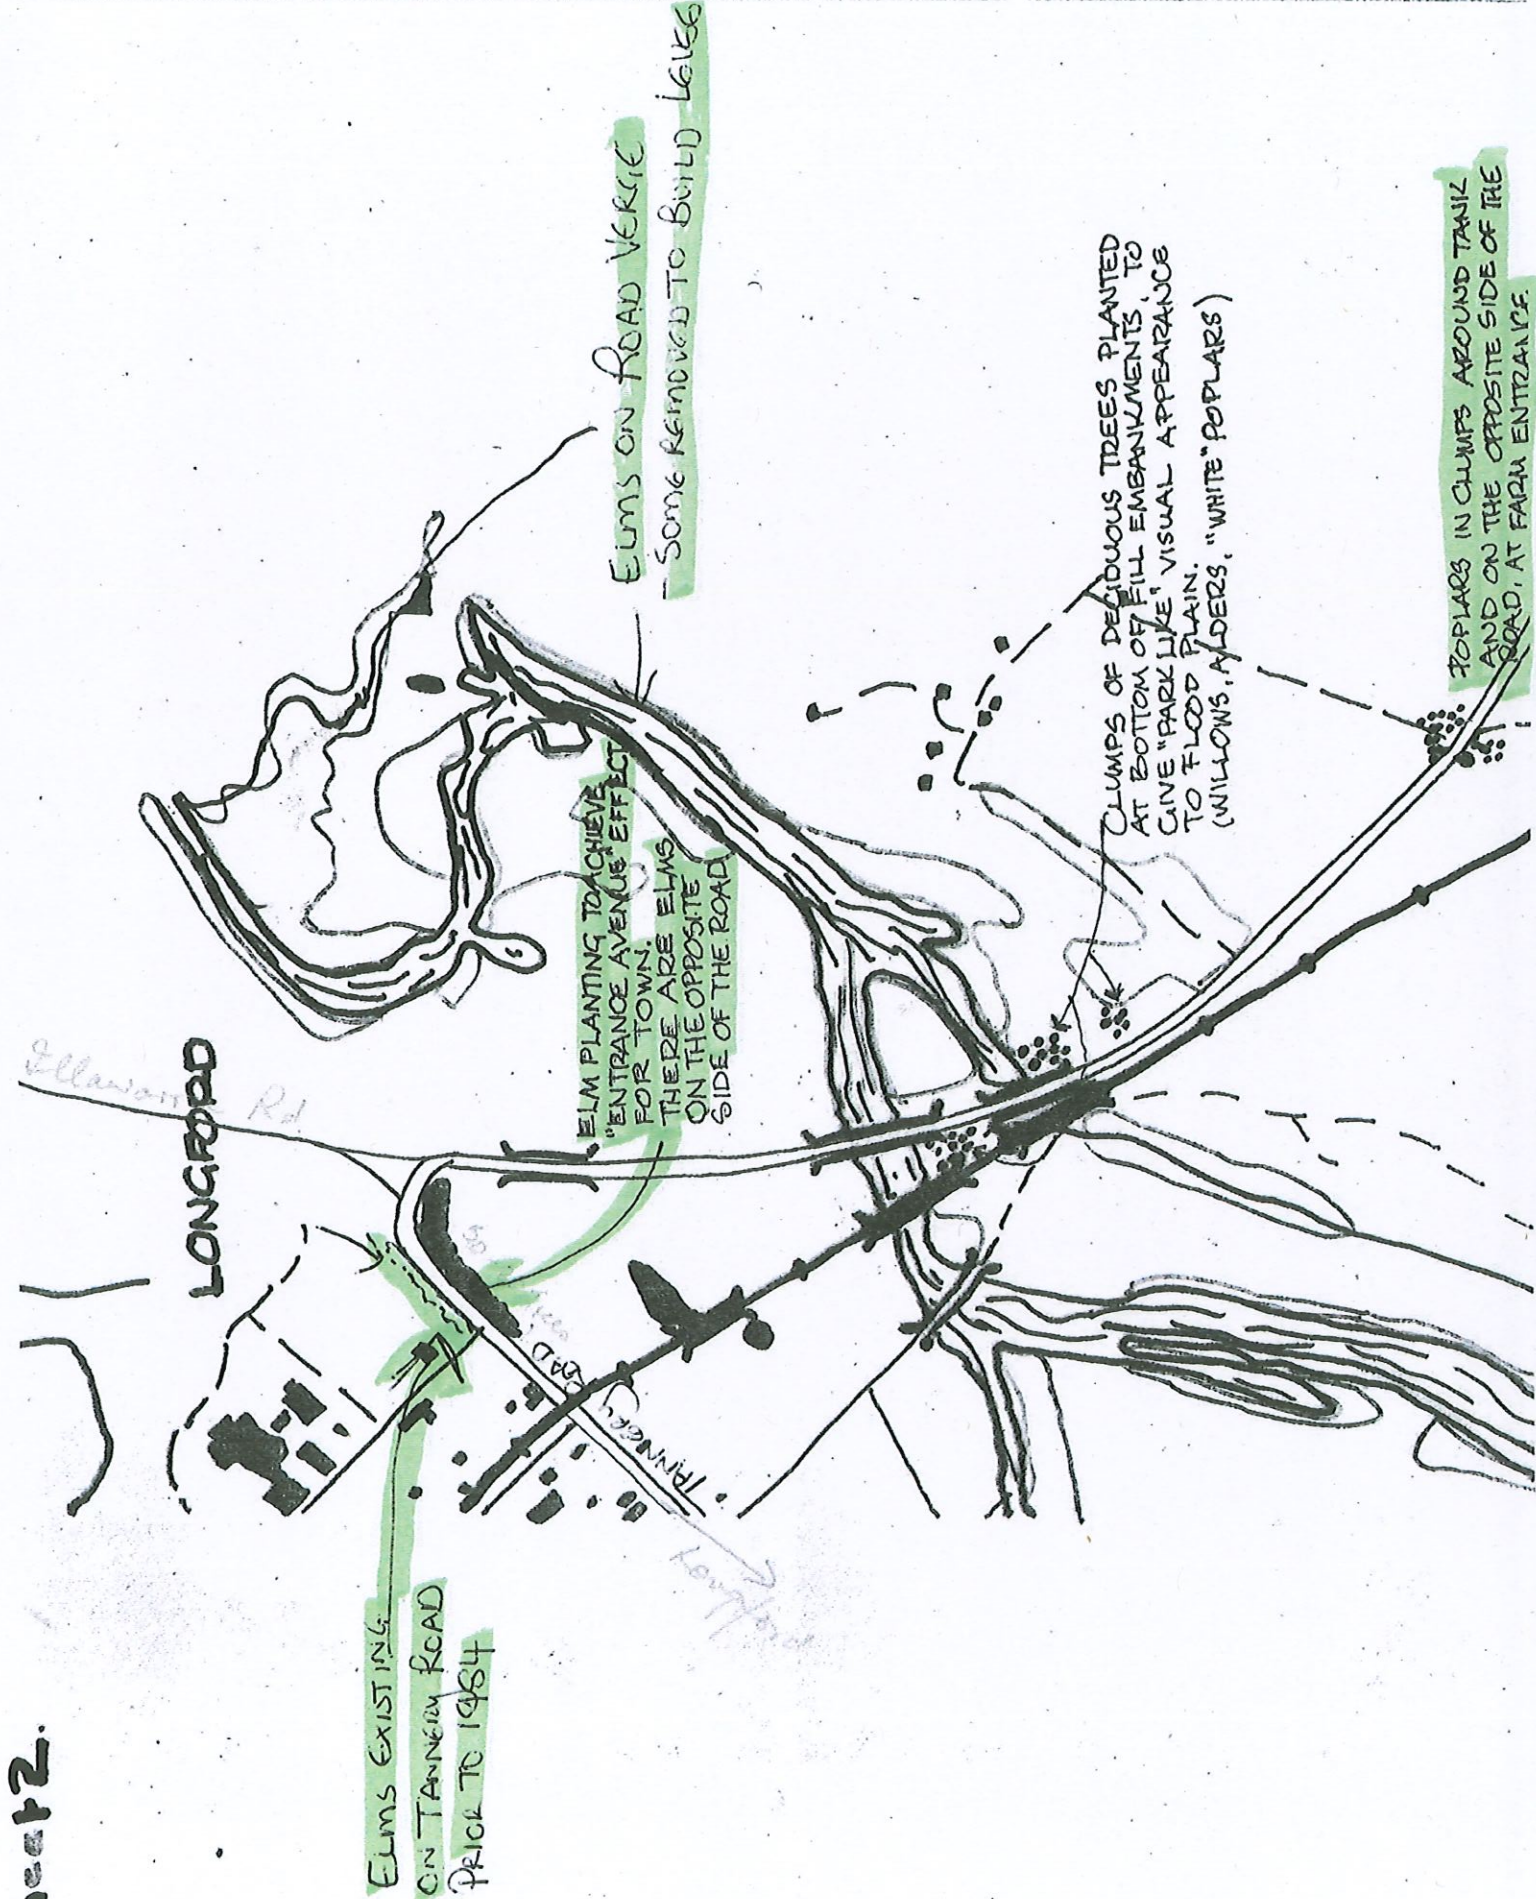 Sheet 2.
LONGFORD
Illawarra Rd
ELMS EXISTING
ON TANNERY ROAD
PRIOR TO 1984
TANNERY ROAD
Longford
ELM PLANTING TO ACHIEVE
"ENTRANCE AVENUE" EFFECT
FOR TOWN.
THERE ARE ELMS
ON THE OPPOSITE
SIDE OF THE ROAD
ELMS ON ROAD VERGE
- SOME REMOVED TO BUILD LEVEE
CLUMPS OF DECIDUOUS TREES PLANTED
AT BOTTOM OF FILL EMBANKMENTS, TO
GIVE "PARK LIKE" VISUAL APPEARANCE
TO FLOOD PLAIN.
(WILLOWS, ALDERS, "WHITE" POPLARS)
POPLARS IN CLUMPS AROUND TANK
AND ON THE OPPOSITE SIDE OF THE
ROAD, AT FARM ENTRANCE.